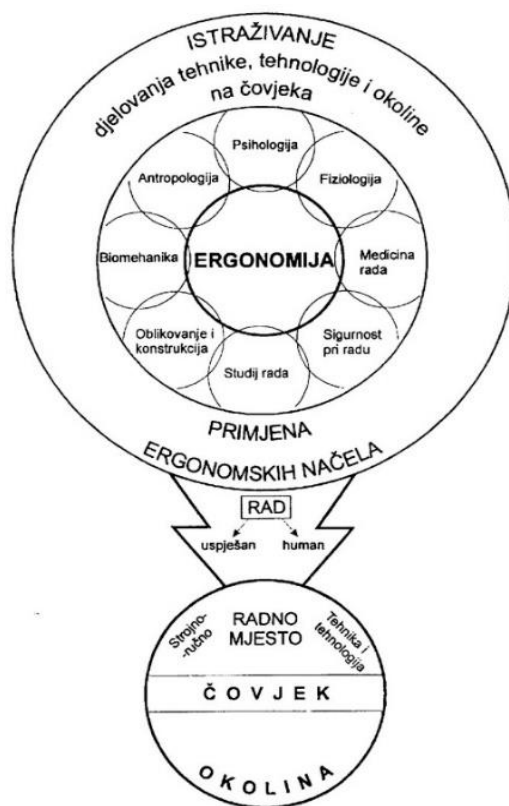 ISTRAŽIVANJE
djelovanja tehnike, tehnologije i okoline
na čovjeka
Psihologija
Antropologija
Fiziologija
Biomehanika
ERGONOMIJA
Medicina
rada
Oblikovanje i
konstrukcija
Sigurnost
pri radu
Studij rada
PRIMJENA
ERGONOMSKIH NAČELA
RAD
uspješan
human
Strojno-
-ručno
RADNO
MJESTO
Tehnika i
tehnologija
ČOVJEK
OKOLINA